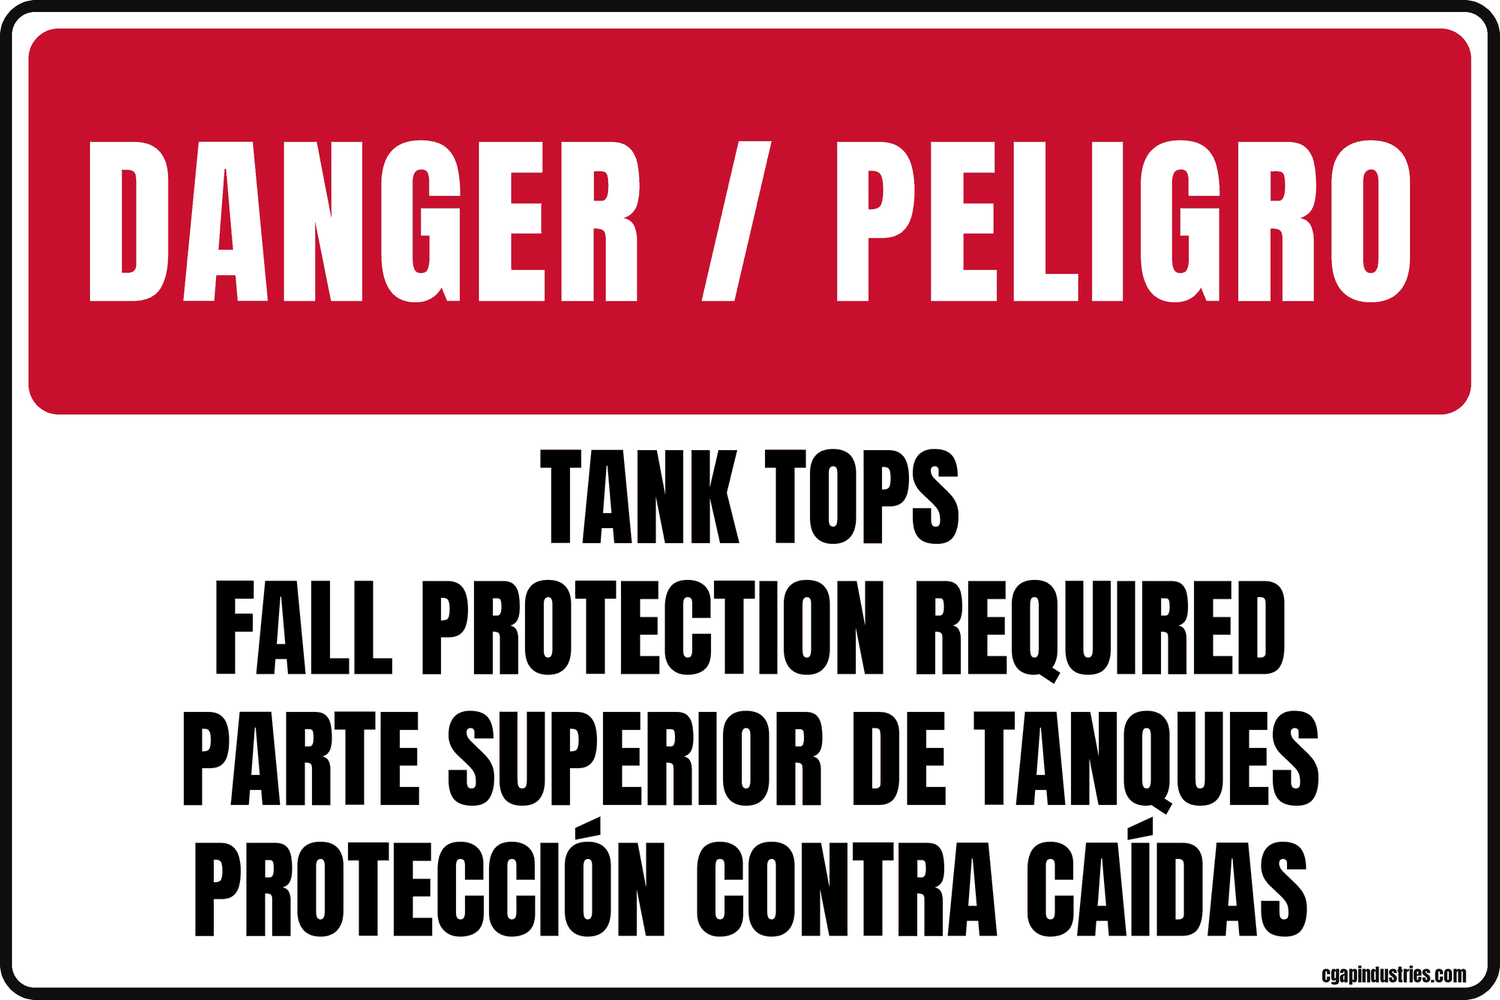 DANGER / PELIGRO
TANK TOPS
FALL PROTECTION REQUIRED
PARTE SUPERIOR DE TANQUES
PROTECCIÓN CONTRA CAÍDAS
cgapindustries.com